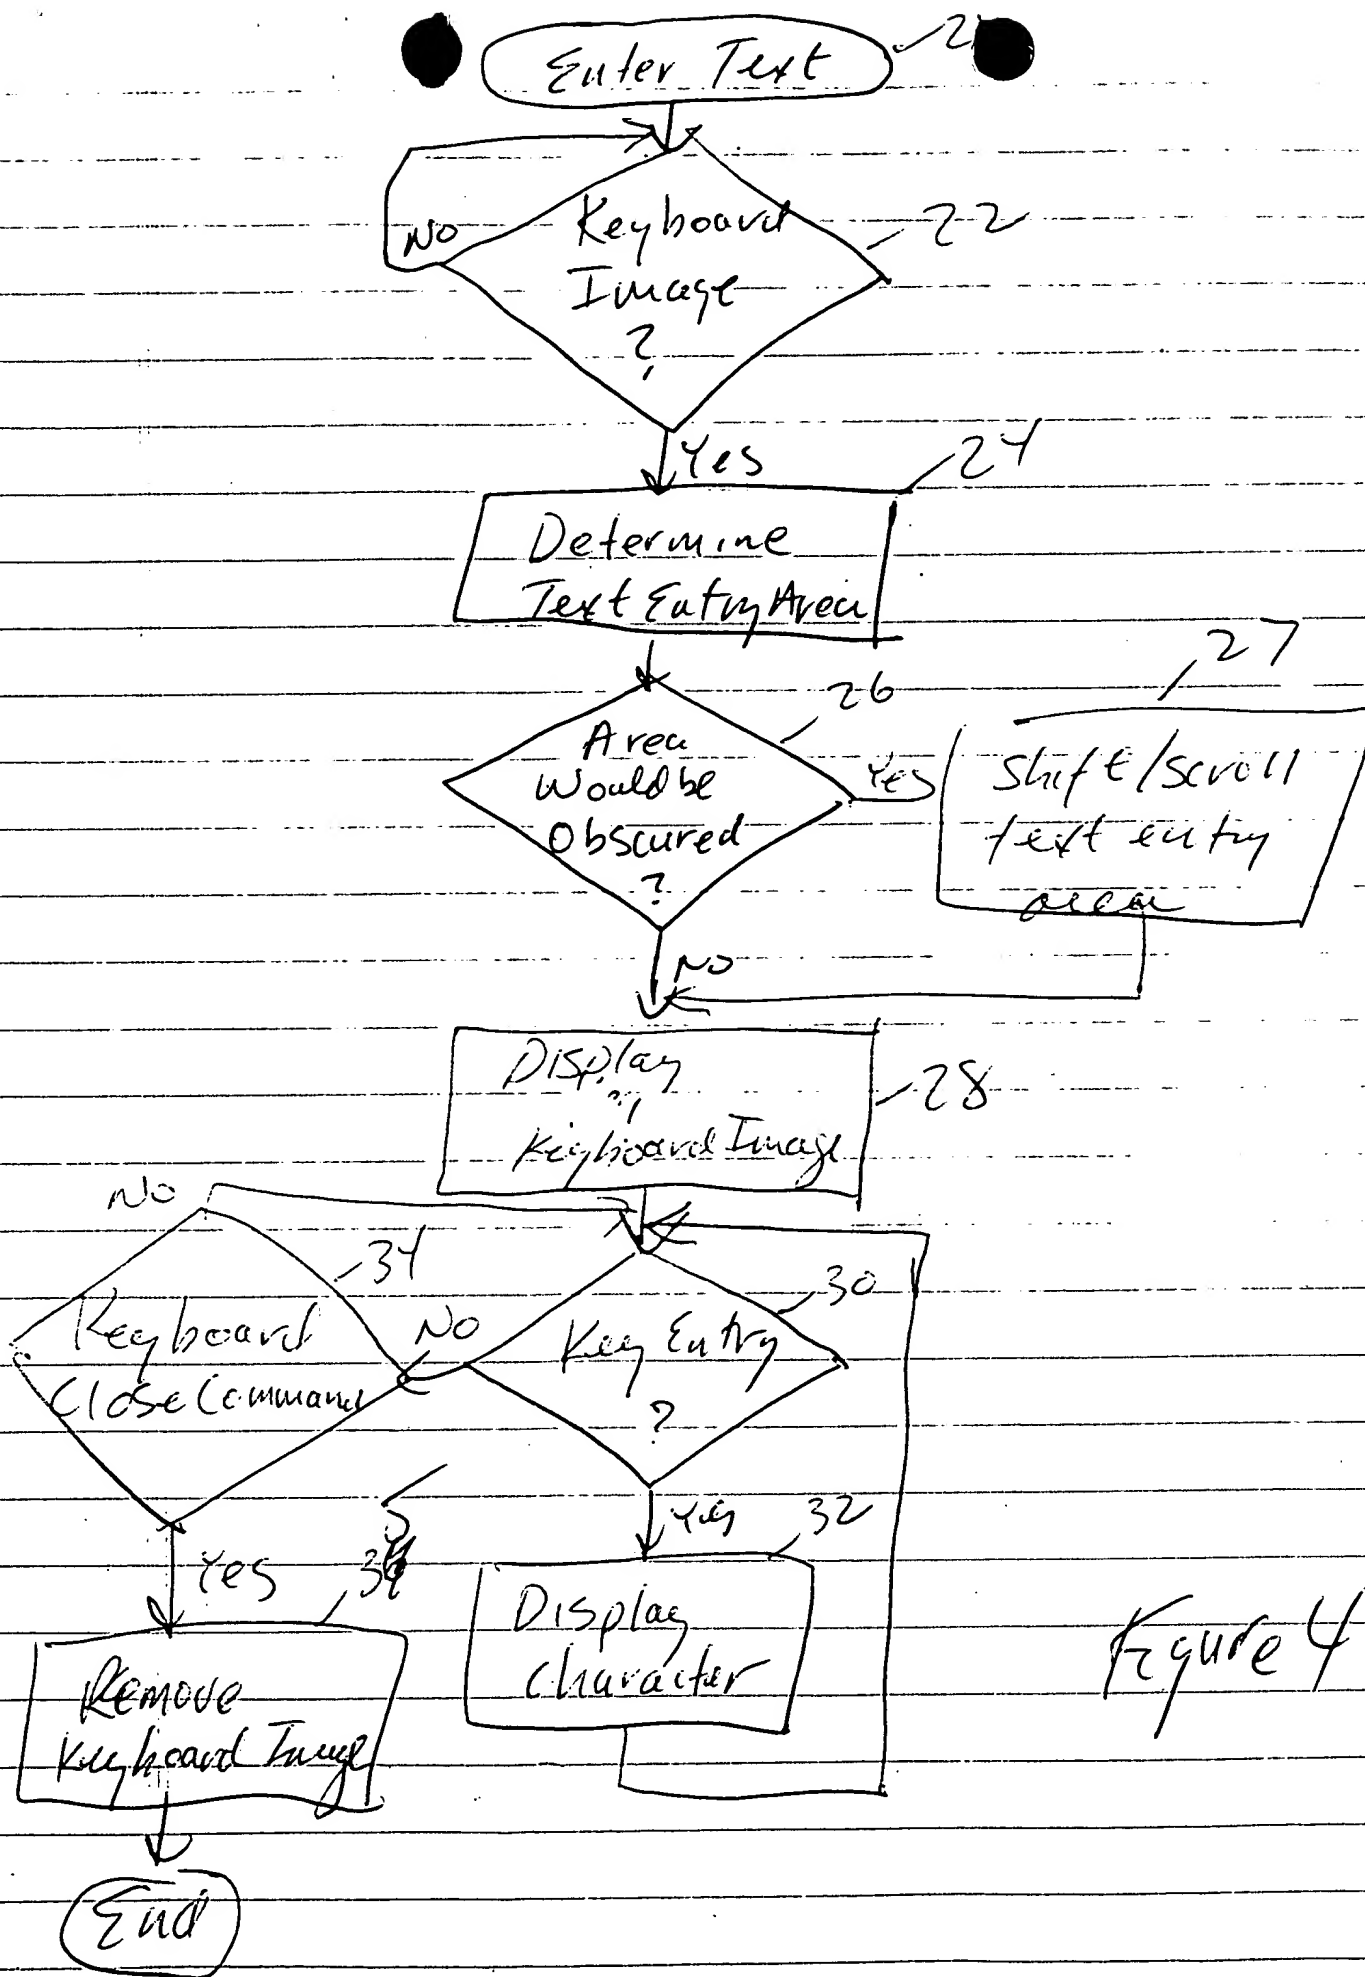 Enter Text
No
Keyboard
Image
?
22
Yes
24
Determine
Text Entry Area
26
27
Area
Would be
Obscured
?
Yes
Shift/scroll
text entry
area
No
Display
Keyboard Image
28
No
34
Keyboard
Close Command
No
30
Key Entry
?
Yes
32
Yes
Display
Character
Remove
Keyboard Image
Figure 4
End